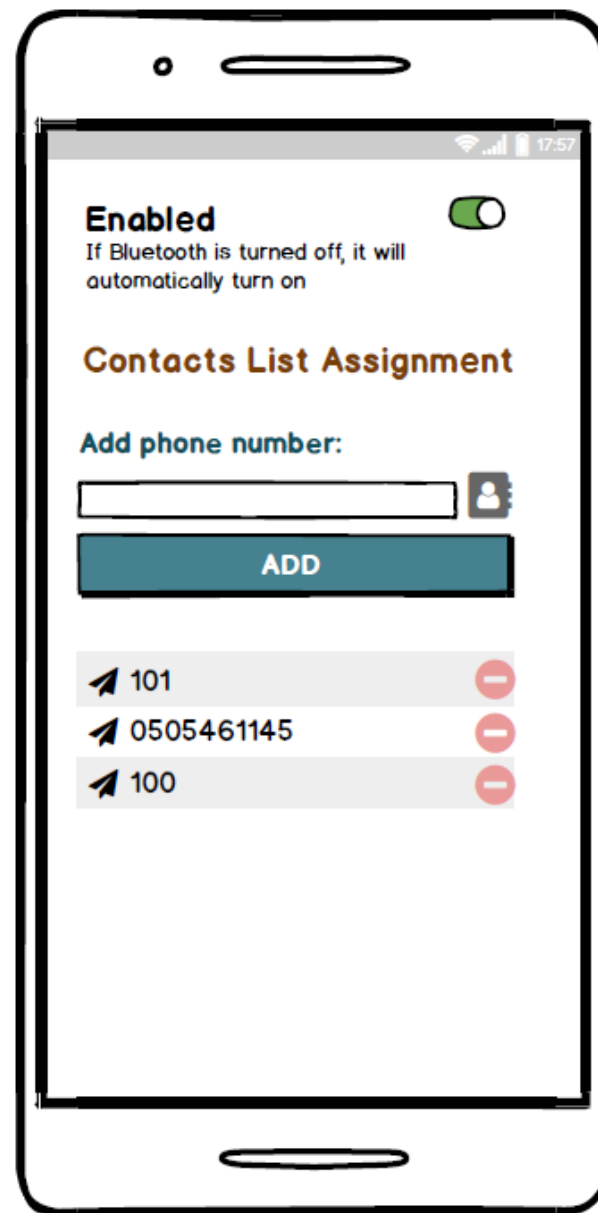 17:57
Enabled
If Bluetooth is turned off, it will
automatically turn on
Contacts List Assignment
Add phone number:
ADD
101
0505461145
100